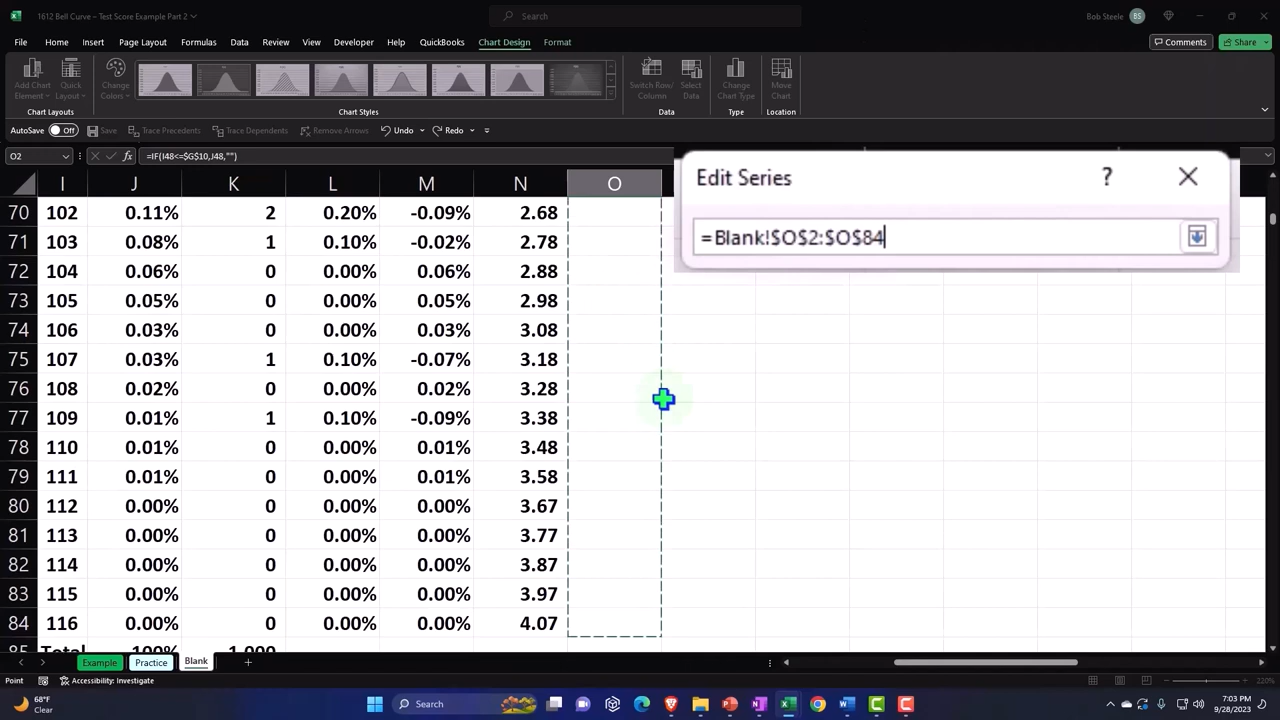 1612 Bell Curve – Test Score Example Part 2
Search
Bob Steele BS
File Home Insert Page Layout Formulas Data Review View Developer Help QuickBooks Chart Design Format
Comments Share
Add Chart Element Quick Layout Change Colors Switch Row/ Column Select Data Change Chart Type Move Chart
Chart Layouts Chart Styles Data Type Location
AutoSave Off Save Trace Precedents Undo Trace Dependents Remove Arrows Undo Redo
O2 fx =IF(I48<=$G$10,J48,"")
I J K L M N O
Edit Series ?
=Blank!$O$2:$O$84
70 102 0.11% 2 0.20% -0.09% 2.68
71 103 0.08% 1 0.10% -0.02% 2.78
72 104 0.06% 0 0.00% 0.06% 2.88
73 105 0.05% 0 0.00% 0.05% 2.98
74 106 0.03% 0 0.00% 0.03% 3.08
75 107 0.03% 1 0.10% -0.07% 3.18
76 108 0.02% 0 0.00% 0.02% 3.28
77 109 0.01% 1 0.10% -0.09% 3.38
78 110 0.01% 0 0.00% 0.01% 3.48
79 111 0.01% 0 0.00% 0.01% 3.58
80 112 0.00% 0 0.00% 0.00% 3.67
81 113 0.00% 0 0.00% 0.00% 3.77
82 114 0.00% 0 0.00% 0.00% 3.87
83 115 0.00% 0 0.00% 0.00% 3.97
84 116 0.00% 0 0.00% 0.00% 4.07
85 Total 100% 1,000
Example Practice Blank
Point Accessibility: Investigate 220%
68°F
Clear
Search
7:03 PM
9/28/2023